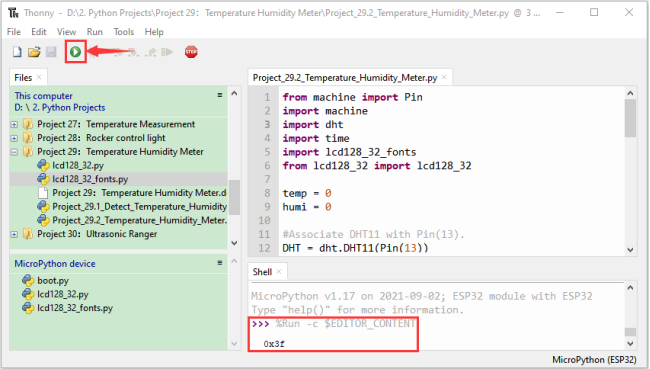 Thonny - D:\2. Python Projects\Project 29: Temperature Humidity Meter\Project_29.2_Temperature_Humidity_Meter.py @ 3 ...
File Edit View Run Tools Help
STOP
Files
This computer
D: \ 2. Python Projects
Project 27: Temperature Measurement
Project 28: Rocker control light
Project 29: Temperature Humidity Meter
lcd128_32.py
lcd128_32_fonts.py
Project 29: Temperature Humidity Meter.d
Project_29.1_Detect_Temperature_Humidity
Project_29.2_Temperature_Humidity_Meter.
Project 30: Ultrasonic Ranger
MicroPython device
boot.py
lcd128_32.py
lcd128_32_fonts.py
Project_29.2_Temperature_Humidity_Meter.py
1 from machine import Pin
2 import machine
3 import dht
4 import time
5 import lcd128_32_fonts
6 from lcd128_32 import lcd128_32
7
8 temp = 0
9 humi = 0
10
11 #Associate DHT11 with Pin(13).
12 DHT = dht.DHT11(Pin(13))
Shell
MicroPython v1.17 on 2021-09-02; ESP32 module with ESP32
Type "help()" for more information.
>>> %Run -c $EDITOR_CONTENT
0x3f
MicroPython (ESP32)